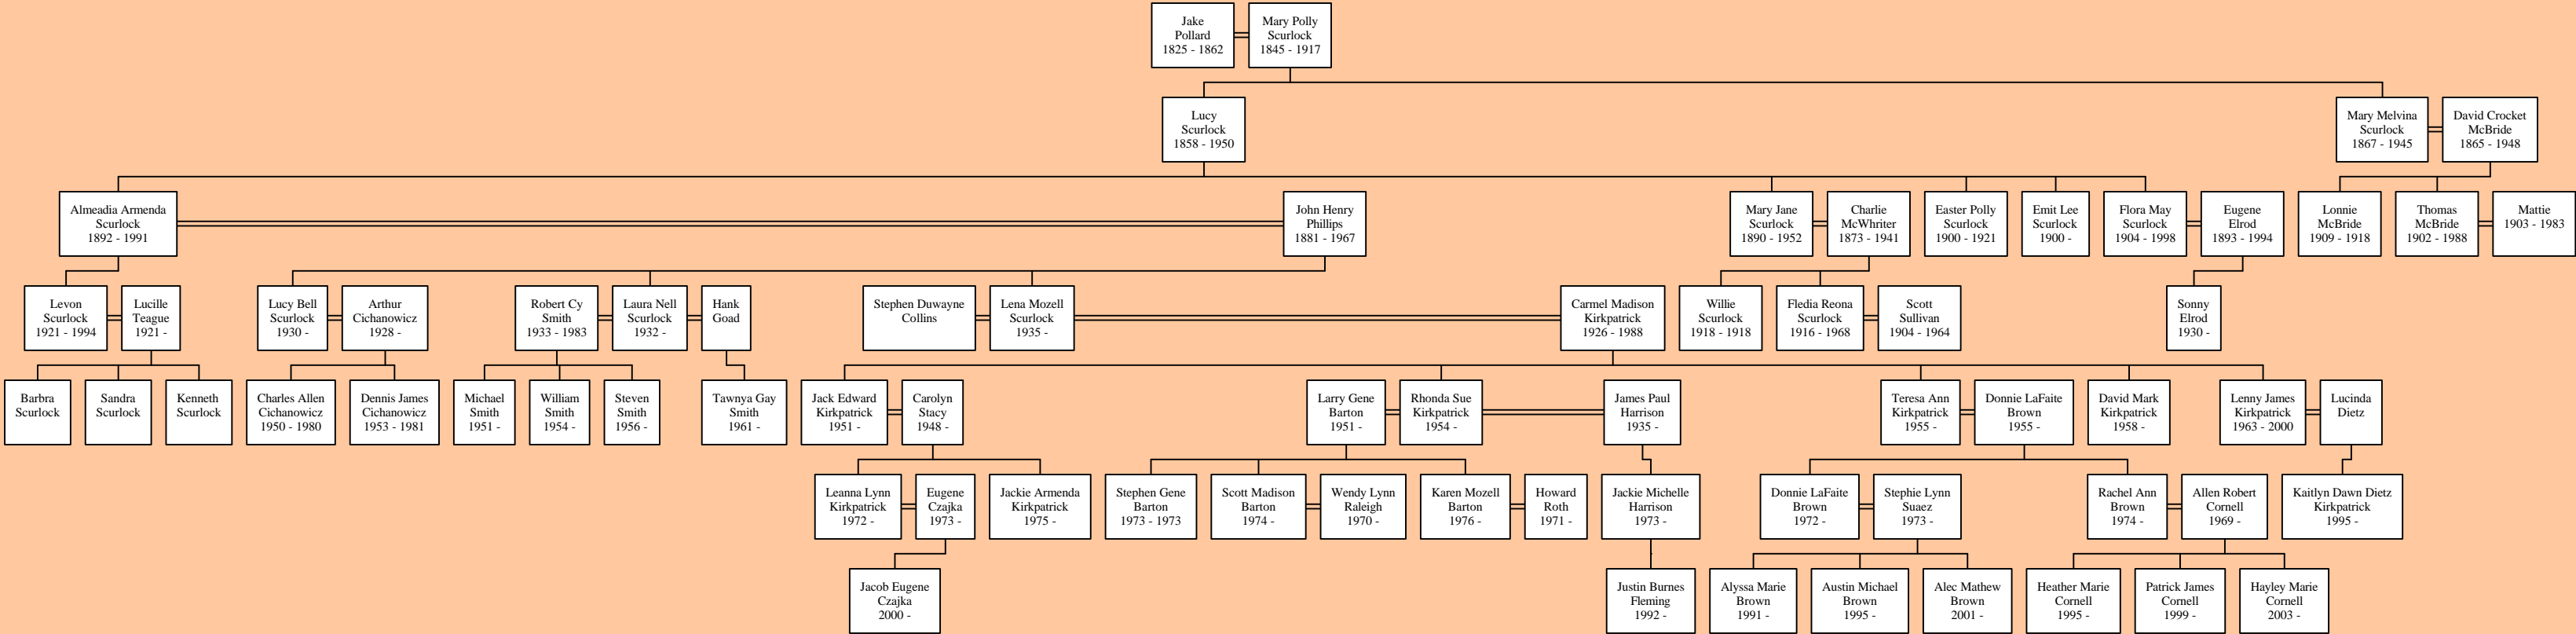 Jake
Pollard
1825 - 1862
Mary Polly
Scurlock
1845 - 1917
Lucy
Scurlock
1858 - 1950
Mary Melvina
Scurlock
1867 - 1945
David Crocket
McBride
1865 - 1948
Almeadia Armenda
Scurlock
1892 - 1991
John Henry
Phillips
1881 - 1967
Mary Jane
Scurlock
1890 - 1952
Charlie
McWhriter
1873 - 1941
Easter Polly
Scurlock
1900 - 1921
Emit Lee
Scurlock
1900 -
Flora May
Scurlock
1904 - 1998
Eugene
Elrod
1893 - 1994
Lonnie
McBride
1909 - 1918
Thomas
McBride
1902 - 1988
Mattie
1903 - 1983
Levon
Scurlock
1921 - 1994
Lucille
Teague
1921 -
Lucy Bell
Scurlock
1930 -
Arthur
Cichanowicz
1928 -
Robert Cy
Smith
1933 - 1983
Laura Nell
Scurlock
1932 -
Hank
Goad
Stephen Duwayne
Collins
Lena Mozell
Scurlock
1935 -
Carmel Madison
Kirkpatrick
1926 - 1988
Willie
Scurlock
1918 - 1918
Fledia Reona
Scurlock
1916 - 1968
Scott
Sullivan
1904 - 1964
Sonny
Elrod
1930 -
Barbra
Scurlock
Sandra
Scurlock
Kenneth
Scurlock
Charles Allen
Cichanowicz
1950 - 1980
Dennis James
Cichanowicz
1953 - 1981
Michael
Smith
1951 -
William
Smith
1954 -
Steven
Smith
1956 -
Tawnya Gay
Smith
1961 -
Jack Edward
Kirkpatrick
1951 -
Carolyn
Stacy
1948 -
Larry Gene
Barton
1951 -
Rhonda Sue
Kirkpatrick
1954 -
James Paul
Harrison
1935 -
Teresa Ann
Kirkpatrick
1955 -
Donnie LaFaite
Brown
1955 -
David Mark
Kirkpatrick
1958 -
Lenny James
Kirkpatrick
1963 - 2000
Lucinda
Dietz
Leanna Lynn
Kirkpatrick
1972 -
Eugene
Czajka
1973 -
Jackie Armenda
Kirkpatrick
1975 -
Stephen Gene
Barton
1973 - 1973
Scott Madison
Barton
1974 -
Wendy Lynn
Raleigh
1970 -
Karen Mozell
Barton
1976 -
Howard
Roth
1971 -
Jackie Michelle
Harrison
1973 -
Donnie LaFaite
Brown
1972 -
Stephie Lynn
Suaez
1973 -
Rachel Ann
Brown
1974 -
Allen Robert
Cornell
1969 -
Kaitlyn Dawn Dietz
Kirkpatrick
1995 -
Jacob Eugene
Czajka
2000 -
Justin Burnes
Fleming
1992 -
Alyssa Marie
Brown
1991 -
Austin Michael
Brown
1995 -
Alec Mathew
Brown
2001 -
Heather Marie
Cornell
1995 -
Patrick James
Cornell
1999 -
Hayley Marie
Cornell
2003 -